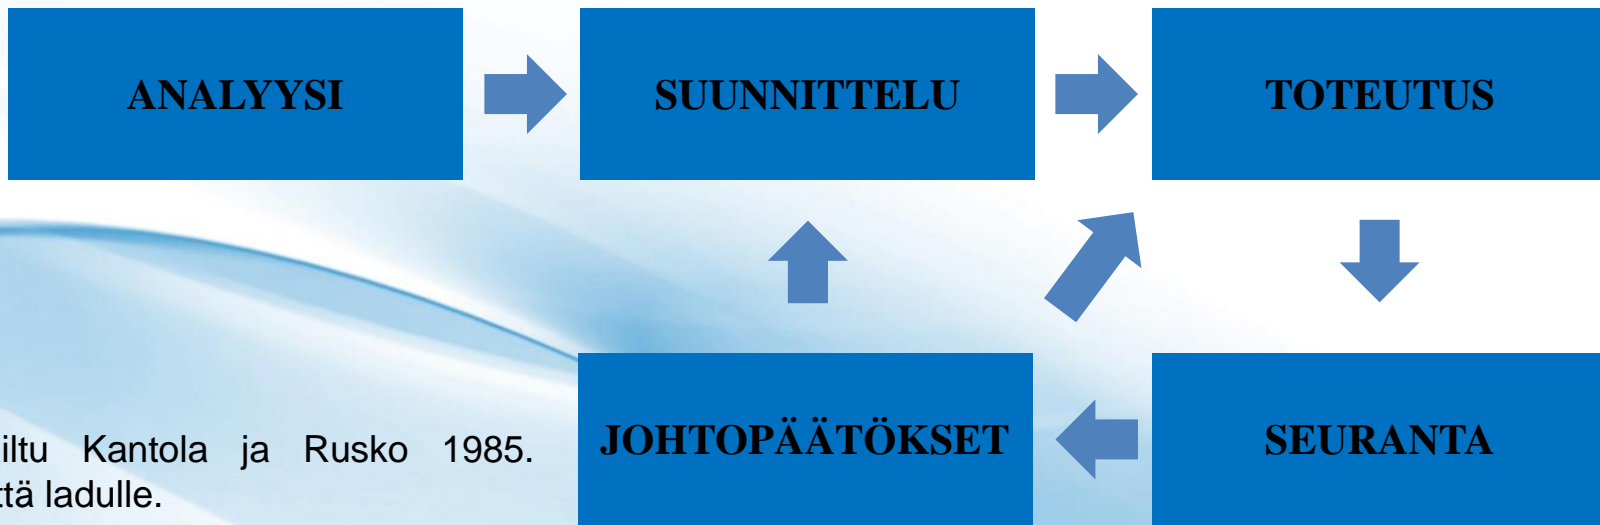 ANALYYSI
SUUNNITTELU
TOTEUTUS
JOHTOPÄÄTÖKSET
SEURANTA
iltu Kantola ja Rusko 1985.
ttä ladulle.